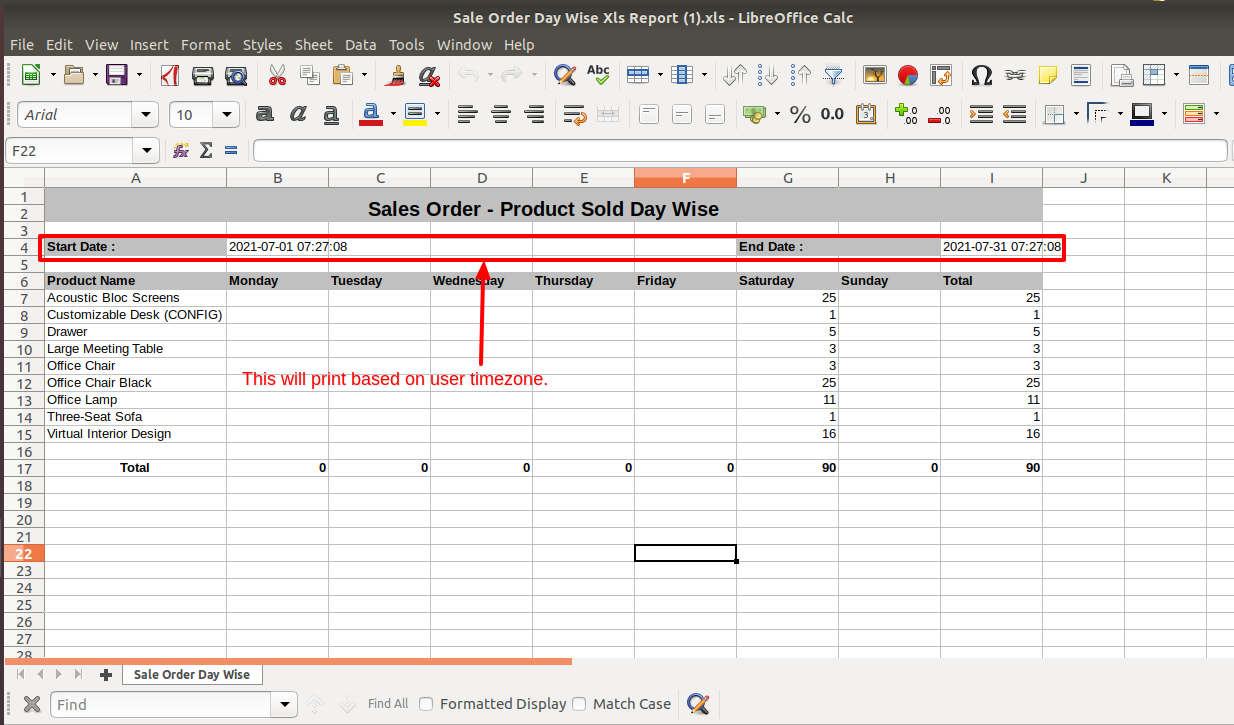 Sale Order Day Wise Xls Report (1).xls - LibreOffice Calc
File Edit View Insert Format Styles Sheet Data Tools Window Help
Abc
Arial 10 a a a a % 0.0 3 .00 .00
F22 fx Σ =
A B C D E F G H I J K
1
2 Sales Order - Product Sold Day Wise
3
4 Start Date : 2021-07-01 07:27:08 End Date : 2021-07-31 07:27:08
5
6 Product Name Monday Tuesday Wednesday Thursday Friday Saturday Sunday Total
7 Acoustic Bloc Screens 25 25
8 Customizable Desk (CONFIG) 1 1
9 Drawer 5 5
10 Large Meeting Table 3 3
11 Office Chair 3 3
This will print based on user timezone.
12 Office Chair Black 25 25
13 Office Lamp 11 11
14 Three-Seat Sofa 1 1
15 Virtual Interior Design 16 16
16
17 Total 0 0 0 0 0 90 0 90
18
19
20
21
22
23
24
25
26
27
28
Sale Order Day Wise
Find Find All Formatted Display Match Case